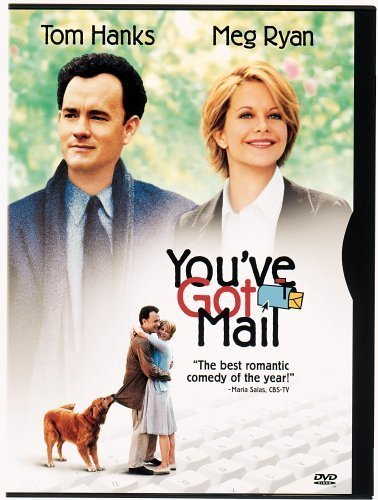 Tom Hanks Meg Ryan
You've
Got
Mail
"The best romantic
comedy of the year!"
- Maria Salas, CBS-TV
DVD
VIDEO